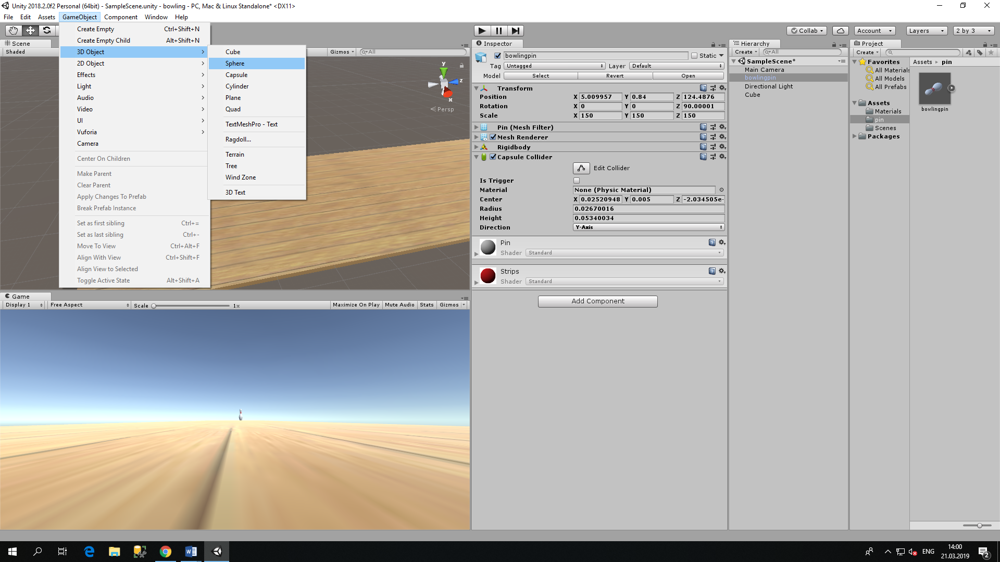 Unity 2018.2.0f2 Personal (64bit) - SampleScene.unity - bowling - PC, Mac & Linux Standalone* <DX11>
File Edit Assets GameObject Component Window Help
Collab Account Layers 2 by 3
Scene
Shaded
Gizmos All
y
z
x
Persp
Create Empty Ctrl+Shift+N
Create Empty Child Alt+Shift+N
3D Object
2D Object
Effects
Light
Audio
Video
UI
Vuforia
Camera
Center On Children
Make Parent
Clear Parent
Apply Changes To Prefab
Break Prefab Instance
Set as first sibling Ctrl+=
Set as last sibling Ctrl+-
Move To View Ctrl+Alt+F
Align With View Ctrl+Shift+F
Align View to Selected
Toggle Active State Alt+Shift+A
Cube
Sphere
Capsule
Cylinder
Plane
Quad
TextMeshPro - Text
Ragdoll...
Terrain
Tree
Wind Zone
3D Text
Game
Display 1 Free Aspect Scale 1x Maximize On Play Mute Audio Stats Gizmos
Inspector
bowlingpin Static
Tag Untagged Layer Default
Model Select Revert Open
Transform
Position X 5.009957 Y 0.84 Z 124.4876
Rotation X 0 Y 0 Z 90.00001
Scale X 150 Y 150 Z 150
Pin (Mesh Filter)
Mesh Renderer
Rigidbody
Capsule Collider
Edit Collider
Is Trigger
Material None (Physic Material)
Center X 0.02520948 Y 0.005 Z -2.034505e-
Radius 0.02670016
Height 0.05340034
Direction Y-Axis
Pin
Shader Standard
Strips
Shader Standard
Add Component
Hierarchy
Create All
SampleScene*
Main Camera
bowlingpin
Directional Light
Cube
Project
Create
Favorites
All Materials
All Models
All Prefabs
Assets
Materials
pin
Scenes
Packages
Assets pin
bowlingpin
ENG
14:00
21.03.2019
2